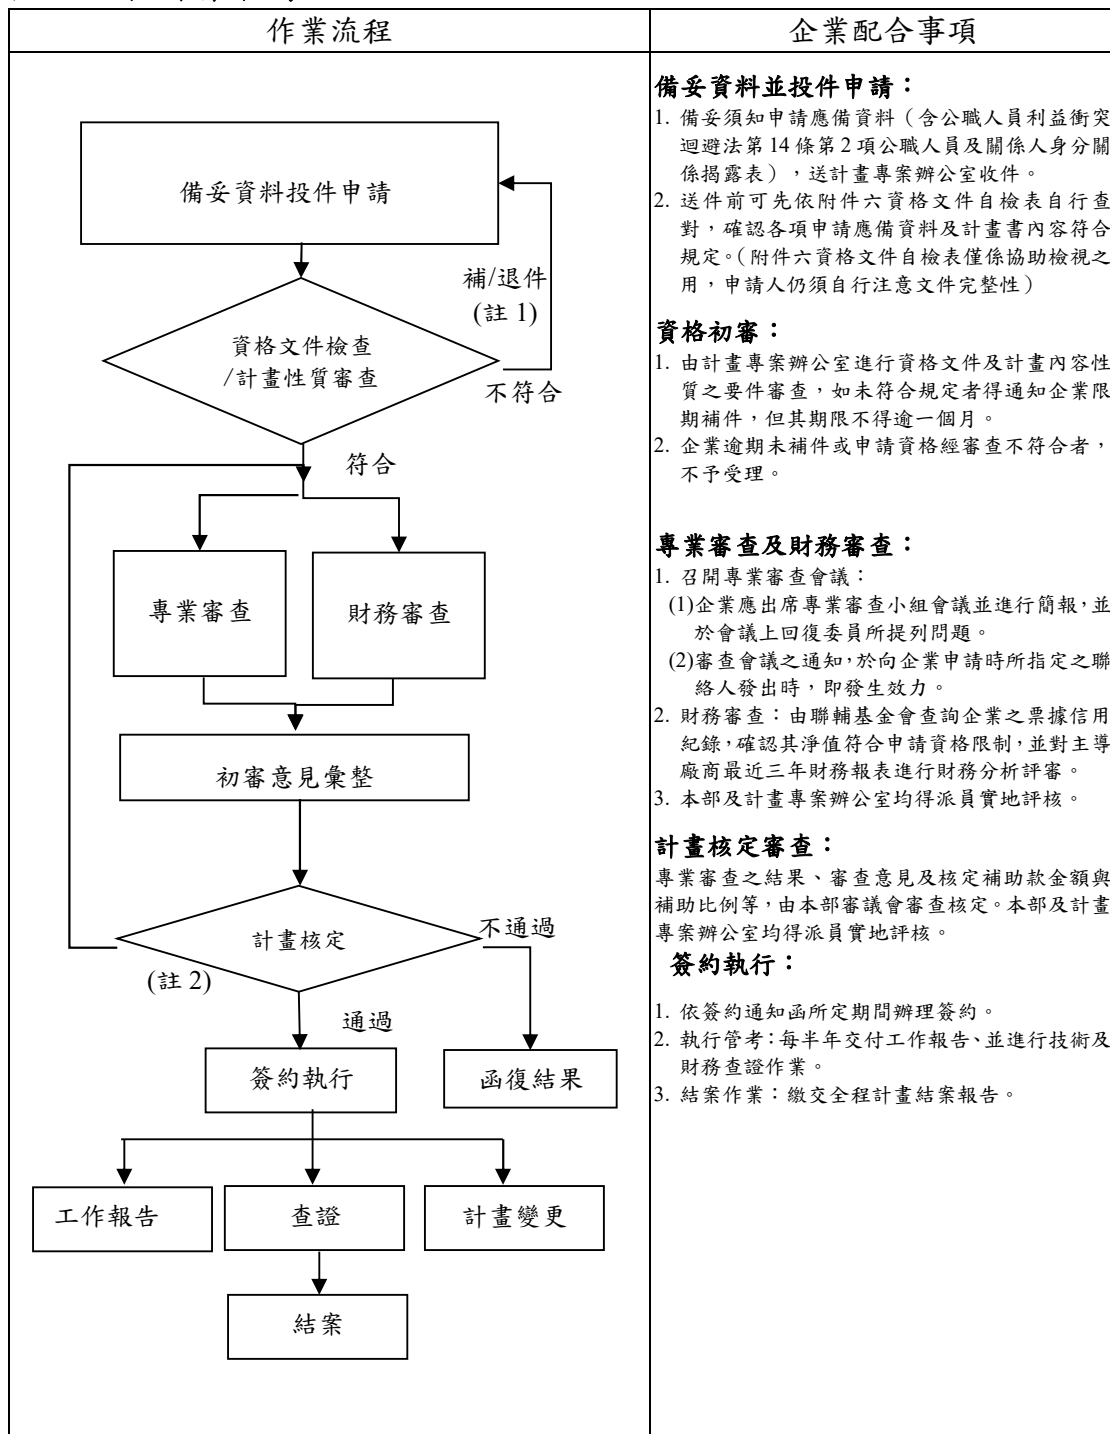 作業流程
企業配合事項
備妥資料投件申請
補/退件
(註 1)
資格文件檢查
/計畫性質審查
不符合
符合
專業審查
財務審查
初審意見彙整
計畫核定
不通過
(註 2)
通過
簽約執行
函復結果
工作報告
查證
計畫變更
結案
備妥資料並投件申請：
1. 備妥須知申請應備資料（含公職人員利益衝突
迴避法第 14 條第 2 項公職人員及關係人身分關
係揭露表），送計畫專案辦公室收件。
2. 送件前可先依附件六資格文件自檢表自行查
對，確認各項申請應備資料及計畫書內容符合
規定。（附件六資格文件自檢表僅係協助檢視之
用，申請人仍須自行注意文件完整性）
資格初審：
1. 由計畫專案辦公室進行資格文件及計畫內容性
質之要件審查，如未符合規定者得通知企業限
期補件，但其期限不得逾一個月。
2. 企業逾期未補件或申請資格經審查不符合者，
不予受理。
專業審查及財務審查：
1. 召開專業審查會議：
(1)企業應出席專業審查小組會議並進行簡報，並
於會議上回復委員所提列問題。
(2)審查會議之通知，於向企業申請時所指定之聯
絡人發出時，即發生效力。
2. 財務審查：由聯輔基金會查詢企業之票據信用
紀錄，確認其淨值符合申請資格限制，並對主導
廠商最近三年財務報表進行財務分析評審。
3. 本部及計畫專案辦公室均得派員實地評核。
計畫核定審查：
專業審查之結果、審查意見及核定補助款金額與
補助比例等，由本部審議會審查核定。本部及計畫
專案辦公室均得派員實地評核。
簽約執行：
1. 依簽約通知函所定期間辦理簽約。
2. 執行管考：每半年交付工作報告、並進行技術及
財務查證作業。
3. 結案作業：繳交全程計畫結案報告。